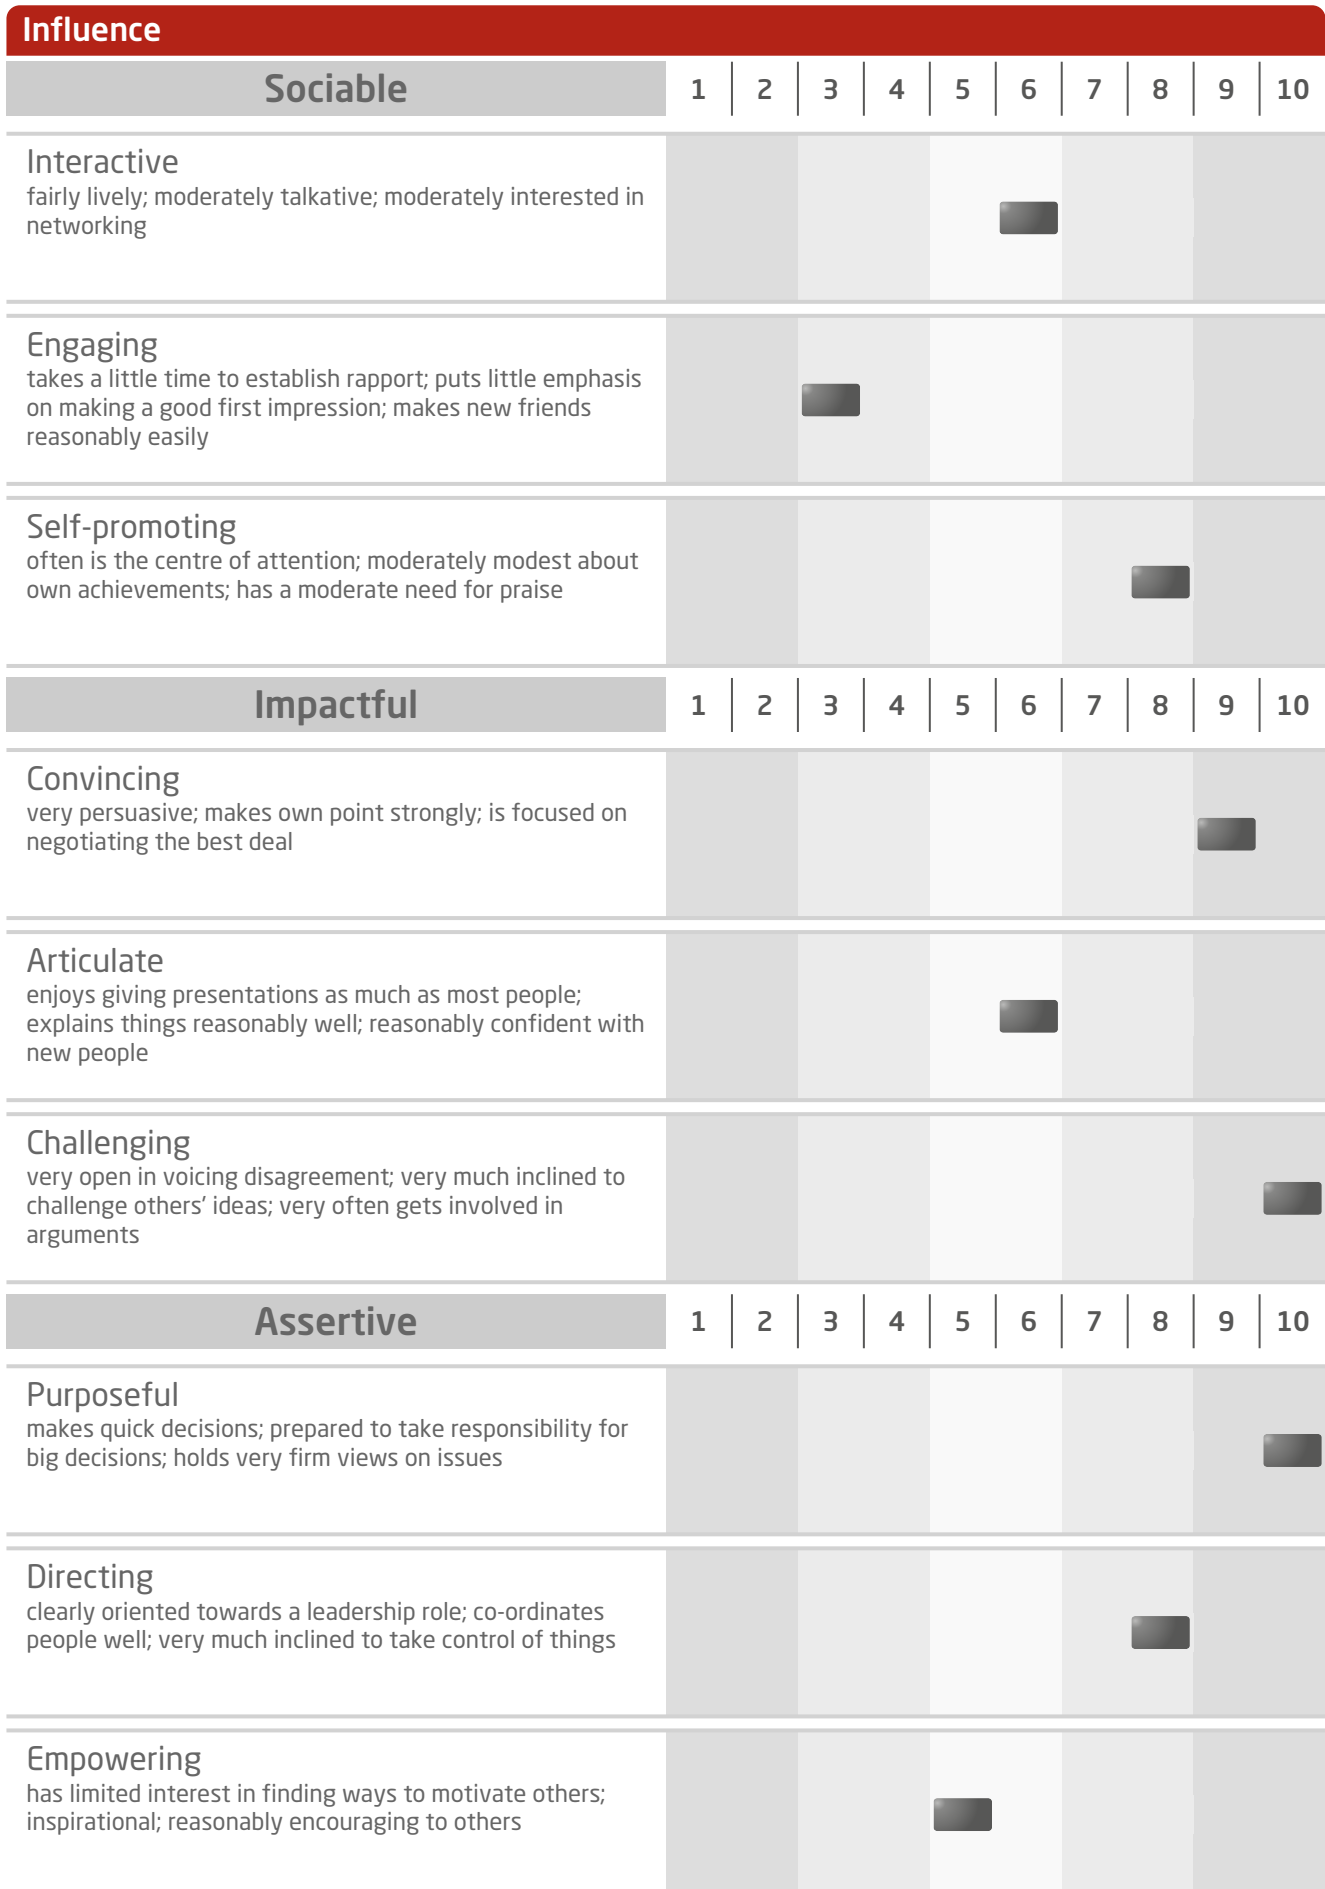 Influence
Sociable 1 2 3 4 5 6 7 8 9 10
Interactive
fairly lively; moderately talkative; moderately interested in
networking
Engaging
takes a little time to establish rapport; puts little emphasis
on making a good first impression; makes new friends
reasonably easily
Self-promoting
often is the centre of attention; moderately modest about
own achievements; has a moderate need for praise
Impactful 1 2 3 4 5 6 7 8 9 10
Convincing
very persuasive; makes own point strongly; is focused on
negotiating the best deal
Articulate
enjoys giving presentations as much as most people;
explains things reasonably well; reasonably confident with
new people
Challenging
very open in voicing disagreement; very much inclined to
challenge others’ ideas; very often gets involved in
arguments
Assertive 1 2 3 4 5 6 7 8 9 10
Purposeful
makes quick decisions; prepared to take responsibility for
big decisions; holds very firm views on issues
Directing
clearly oriented towards a leadership role; co-ordinates
people well; very much inclined to take control of things
Empowering
has limited interest in finding ways to motivate others;
inspirational; reasonably encouraging to others